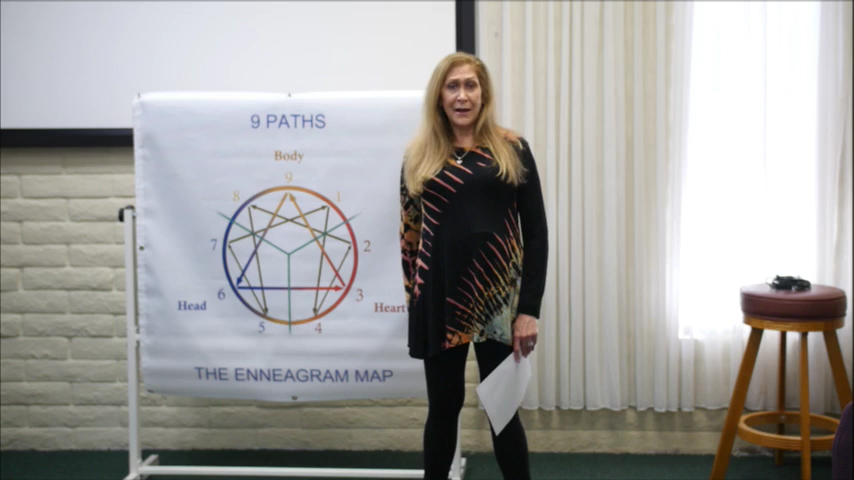 9 PATHS
Body
9
8 1
7 2
6 3
Head Heart
5 4
THE ENNEAGRAM MAP